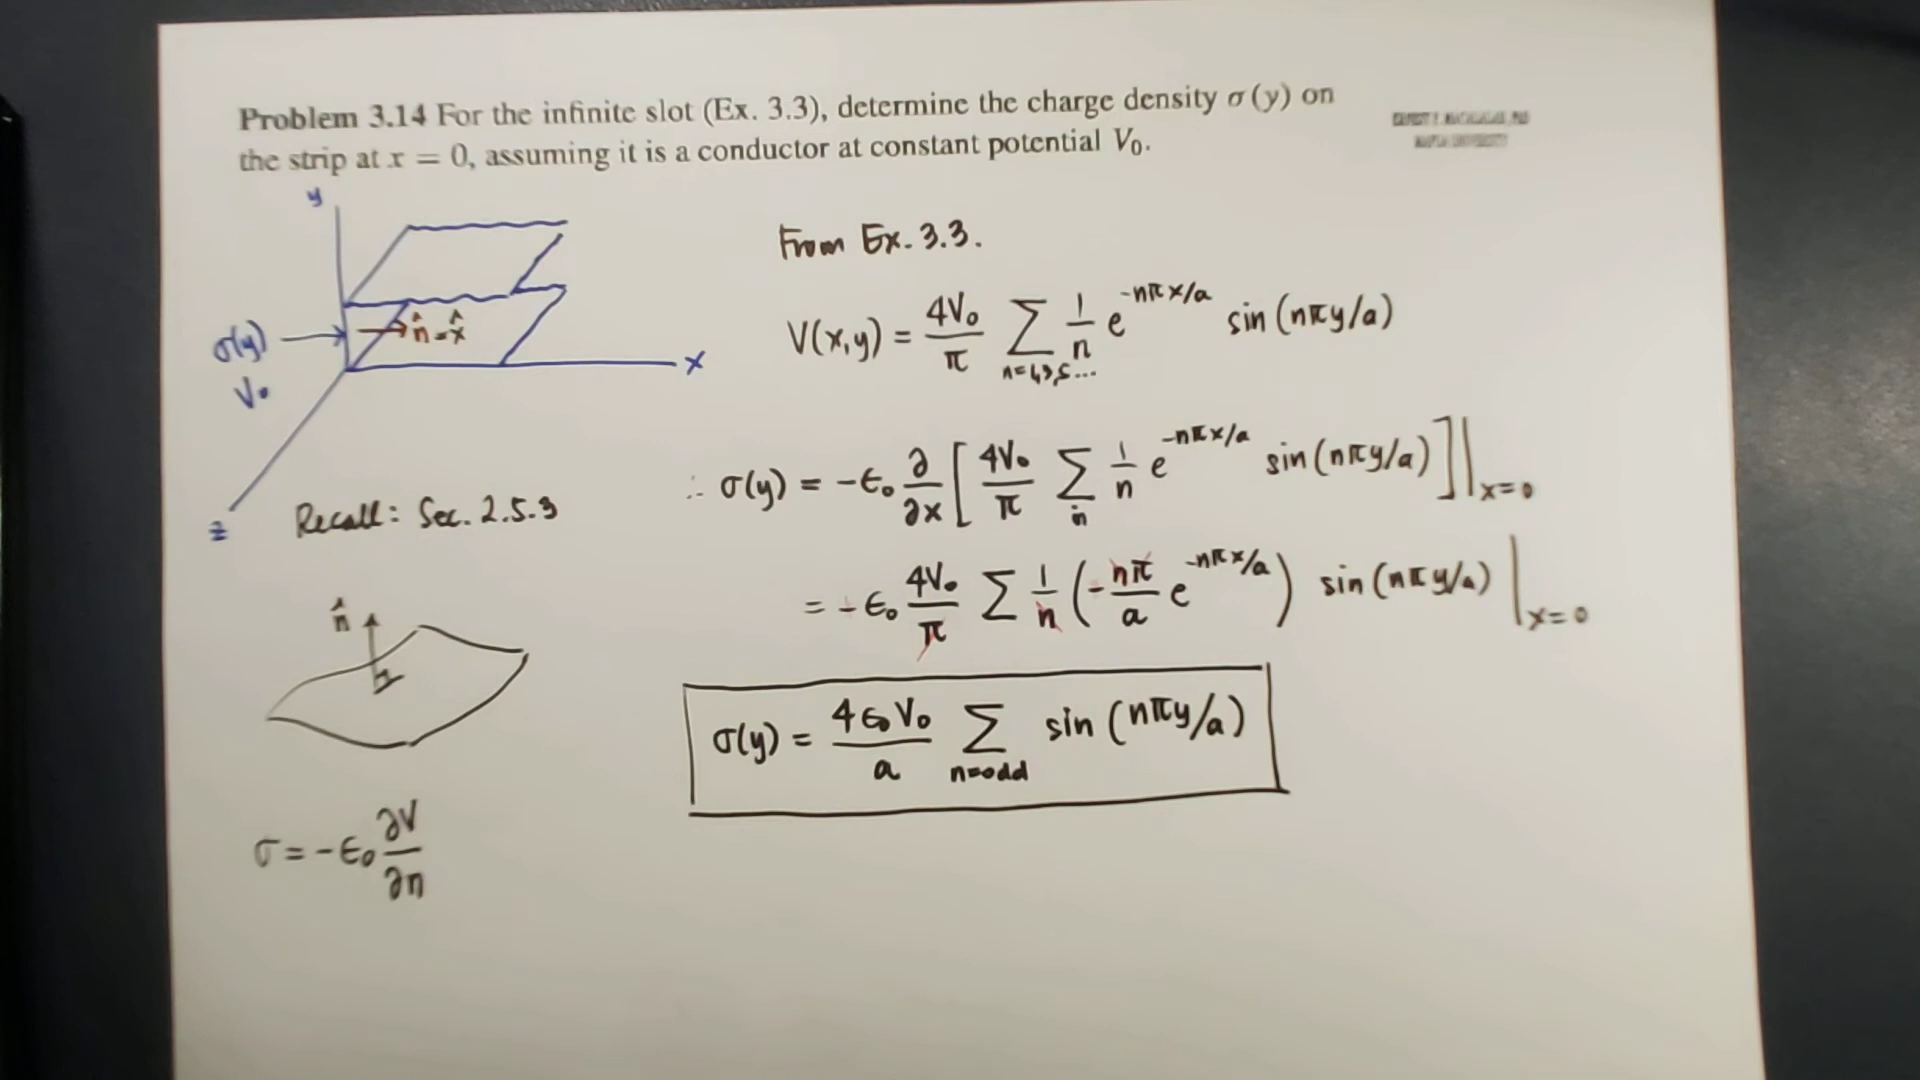 Problem 3.14 For the infinite slot (Ex. 3.3), determine the charge density σ(y) on
the strip at x = 0, assuming it is a conductor at constant potential V₀.
y
σ(y)
V₀
n̂ = x̂
x
z
From Ex. 3.3.
V(x,y) = 4V₀/π Σ_{n=1,3,5...} 1/n e^{-nπx/a} sin(nπy/a)
∴ σ(y) = -ϵ₀ ∂/∂x [ 4V₀/π Σ_n 1/n e^{-nπx/a} sin(nπy/a) ] |_{x=0}
= -ϵ₀ 4V₀/π Σ 1/n (- nπ/a e^{-nπx/a}) sin(nπy/a) |_{x=0}
σ(y) = 4ϵ₀V₀/a Σ_{n=odd} sin(nπy/a)
Recall: Sec. 2.5.3
n̂
σ = -ϵ₀ ∂V/∂n